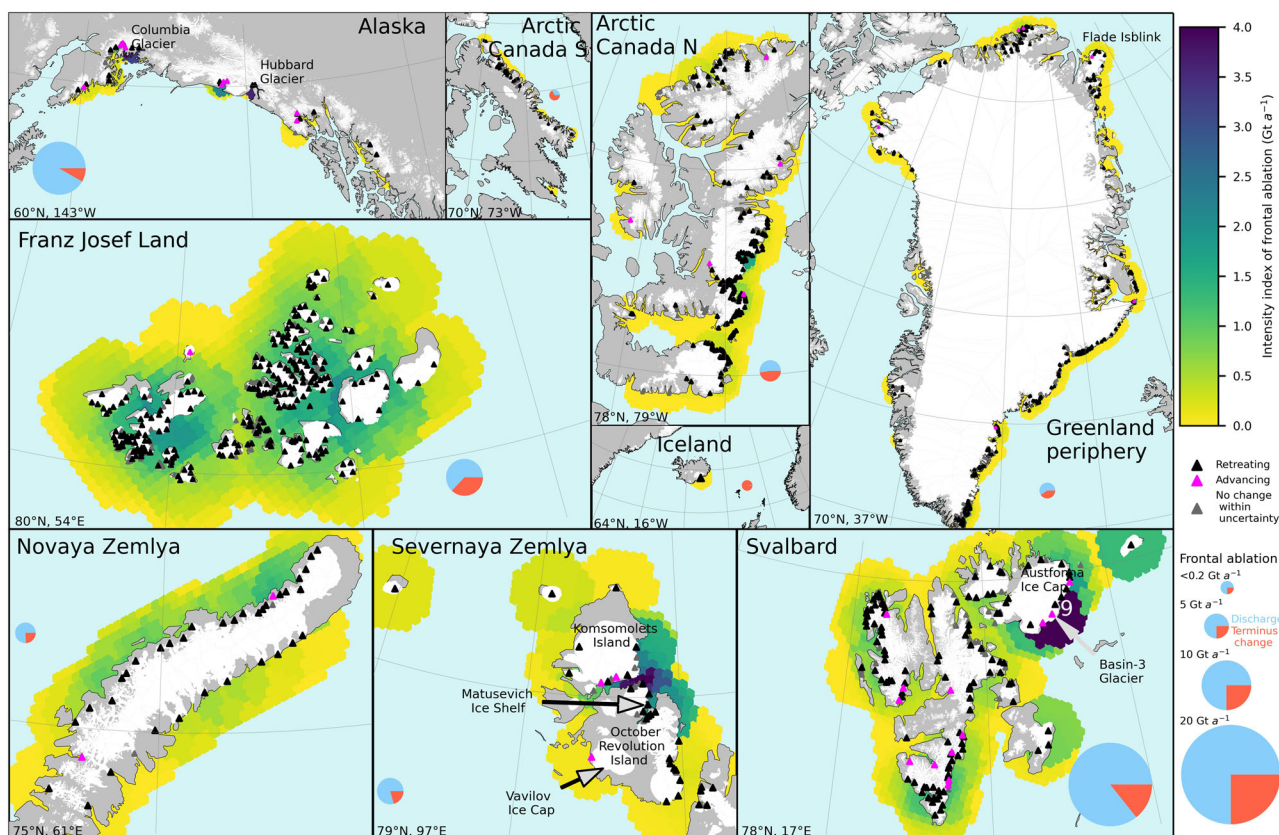 Alaska
Columbia
Glacier
Hubbard
Glacier
60°N, 143°W
Arctic
Canada S
70°N, 73°W
Arctic
Canada N
78°N, 79°W
Flade Isblink
Greenland
periphery
70°N, 37°W
Franz Josef Land
80°N, 54°E
Iceland
64°N, 16°W
4.0
3.5
3.0
2.5
2.0
1.5
1.0
0.5
0.0
Intensity index of frontal ablation (Gt a⁻¹)
Retreating
Advancing
No change
within
uncertainty
Novaya Zemlya
75°N, 61°E
Severnaya Zemlya
Komsomolets
Island
Matusevich
Ice Shelf
October
Revolution
Island
Vavilov
Ice Cap
79°N, 97°E
Svalbard
Austfonna
Ice Cap
9
Basin-3
Glacier
78°N, 17°E
Frontal ablation
<0.2 Gt a⁻¹
5 Gt a⁻¹
Discharge
Terminus
change
10 Gt a⁻¹
20 Gt a⁻¹